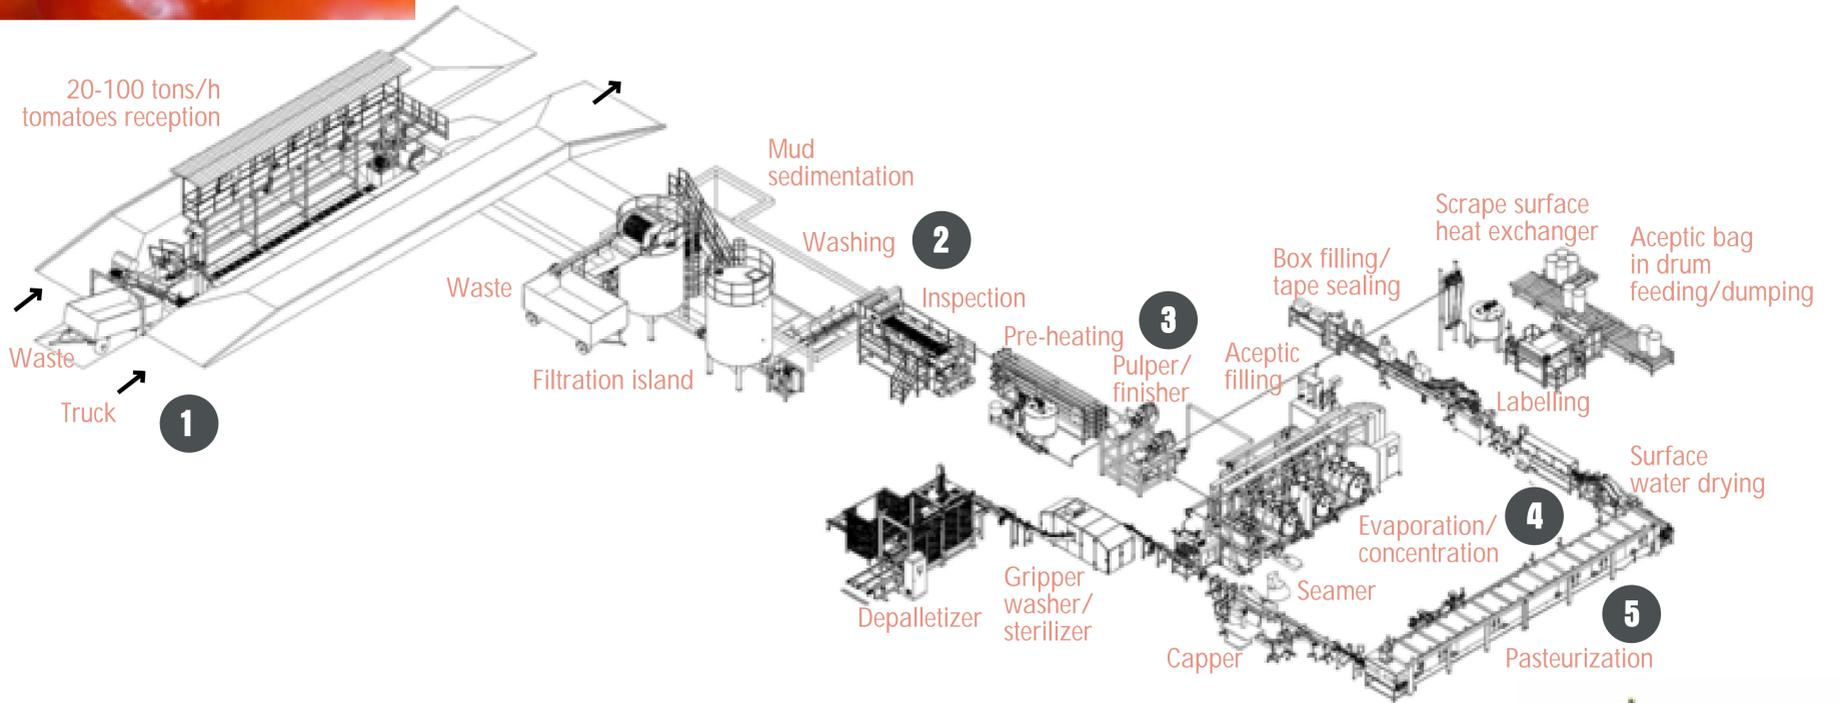 20-100 tons/h
tomatoes reception
Waste
Truck
1
Mud
sedimentation
Washing
2
Waste
Filtration island
Inspection
Pre-heating
3
Pulper/
finisher
Aceptic
filling
Box filling/
tape sealing
Scrape surface
heat exchanger
Aceptic bag
in drum
feeding/dumping
Labelling
Surface
water drying
Evaporation/
concentration
4
Depalletizer
Gripper
washer/
sterilizer
Seamer
Capper
5
Pasteurization